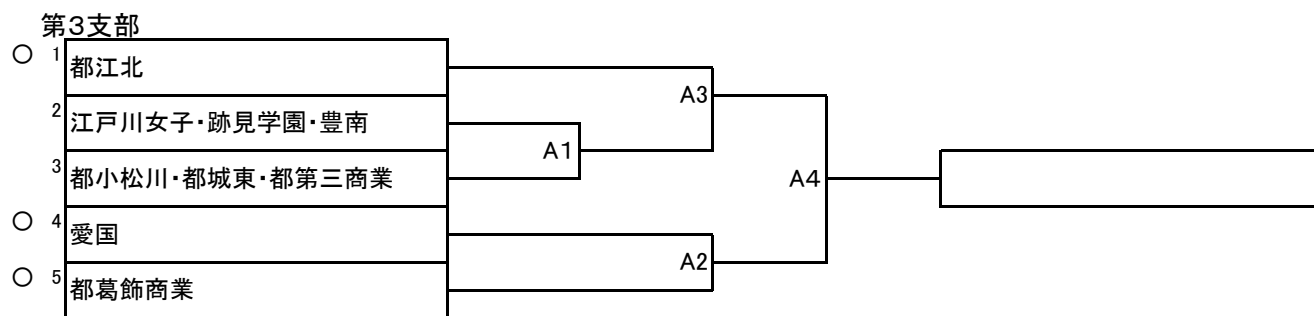 第3支部
○ 1 都江北
A3
2 江戸川女子・跡見学園・豊南
A1
3 都小松川・都城東・都第三商業
A4
○ 4 愛国
A2
○ 5 都葛飾商業